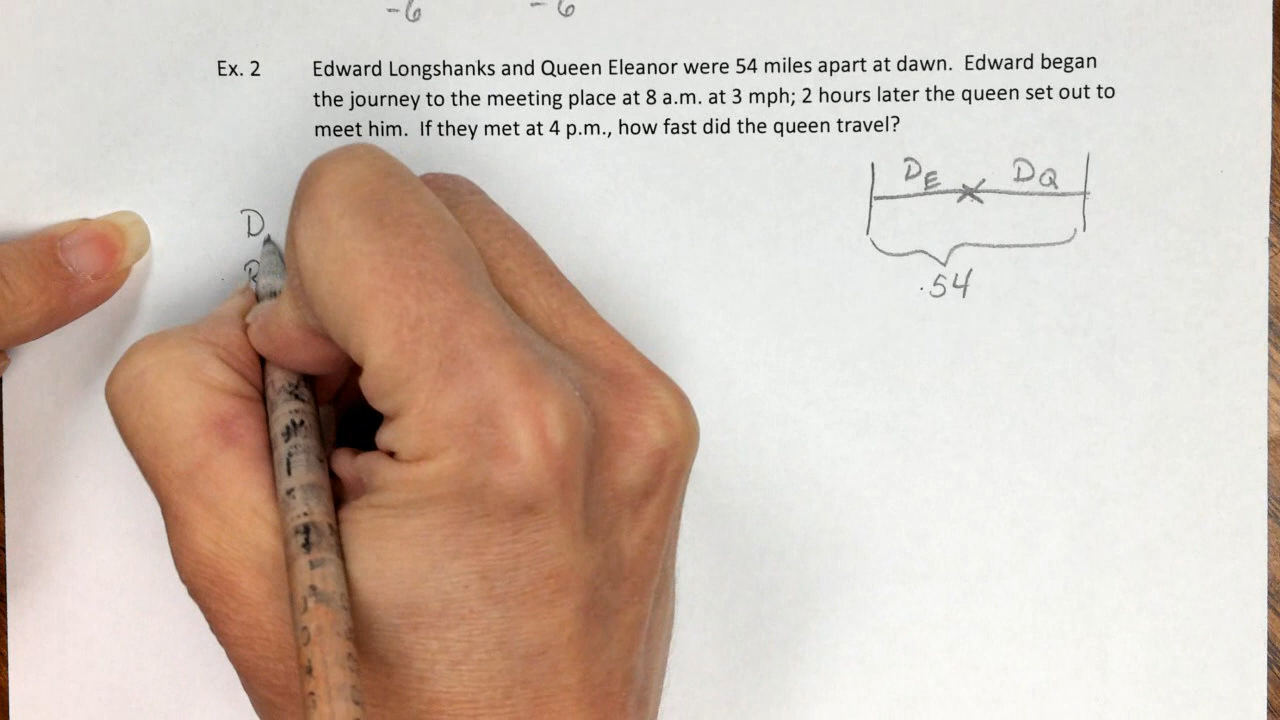 -6 -6
Ex. 2 Edward Longshanks and Queen Eleanor were 54 miles apart at dawn. Edward began
the journey to the meeting place at 8 a.m. at 3 mph; 2 hours later the queen set out to
meet him. If they met at 4 p.m., how fast did the queen travel?
D_E D_Q
D
R
.54